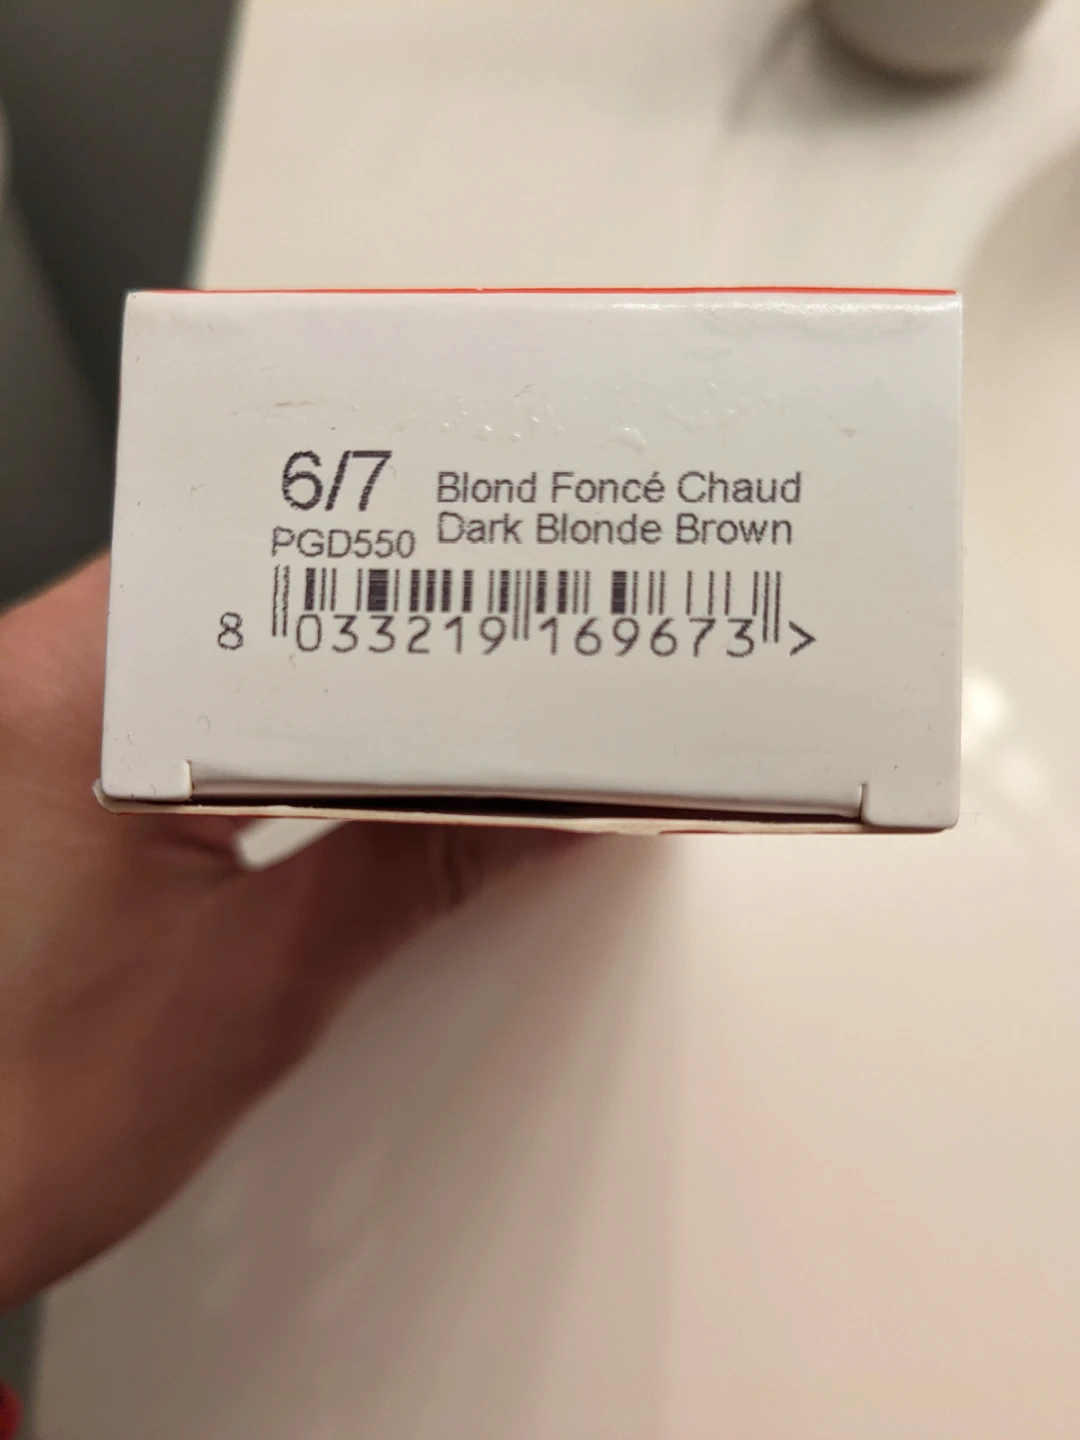 6/7 Blond Foncé Chaud
PGD550 Dark Blonde Brown
8 033219 169673 >